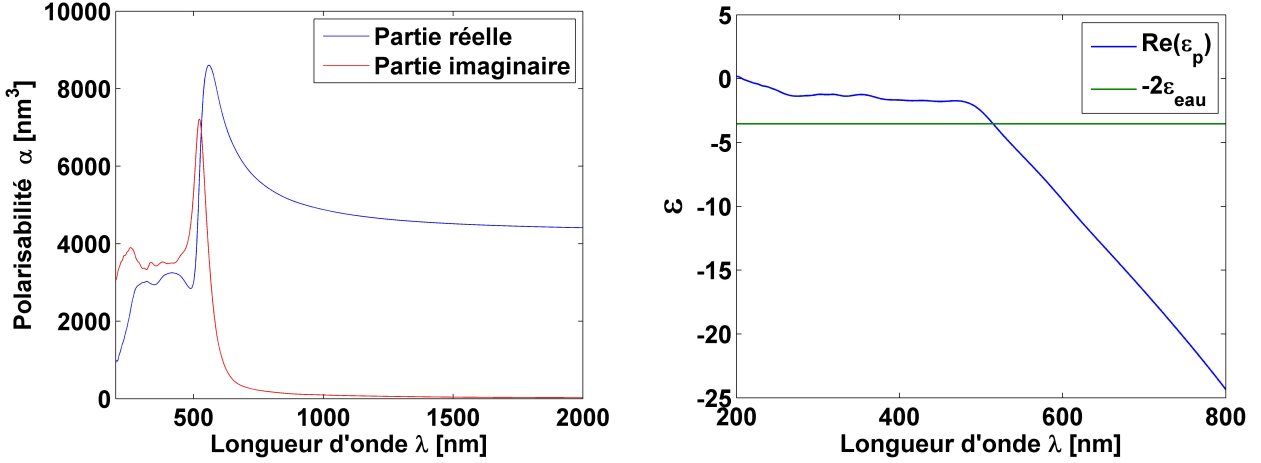 10000
8000
6000
4000
2000
0
500
1000
1500
2000
Polarisabilité α [nm³]
Longueur d'onde λ [nm]
Partie réelle
Partie imaginaire
5
0
-5
-10
-15
-20
-25
200
400
600
800
ε
Longueur d'onde λ [nm]
Re(εp)
-2εeau